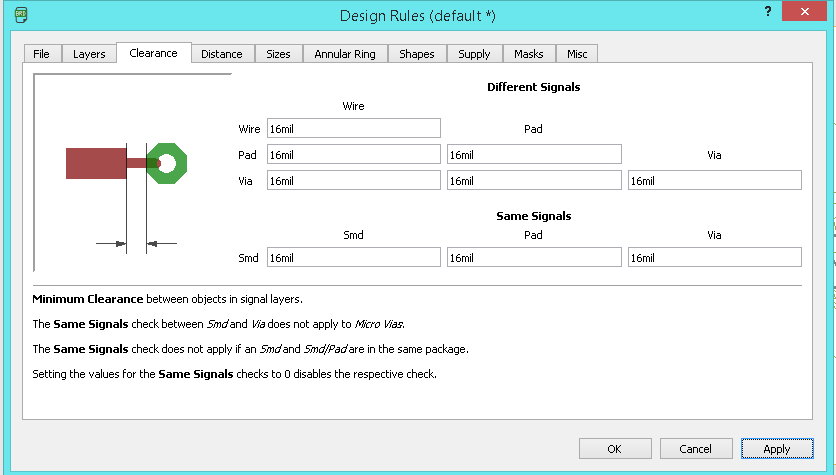 Design Rules (default *)
? x
File Layers Clearance Distance Sizes Annular Ring Shapes Supply Masks Misc
Different Signals
Wire
Wire 16mil Pad
Pad 16mil 16mil Via
Via 16mil 16mil 16mil
Same Signals
Smd Pad Via
Smd 16mil 16mil 16mil
Minimum Clearance between objects in signal layers.
The Same Signals check between Smd and Via does not apply to Micro Vias.
The Same Signals check does not apply if an Smd and Smd/Pad are in the same package.
Setting the values for the Same Signals checks to 0 disables the respective check.
OK Cancel Apply